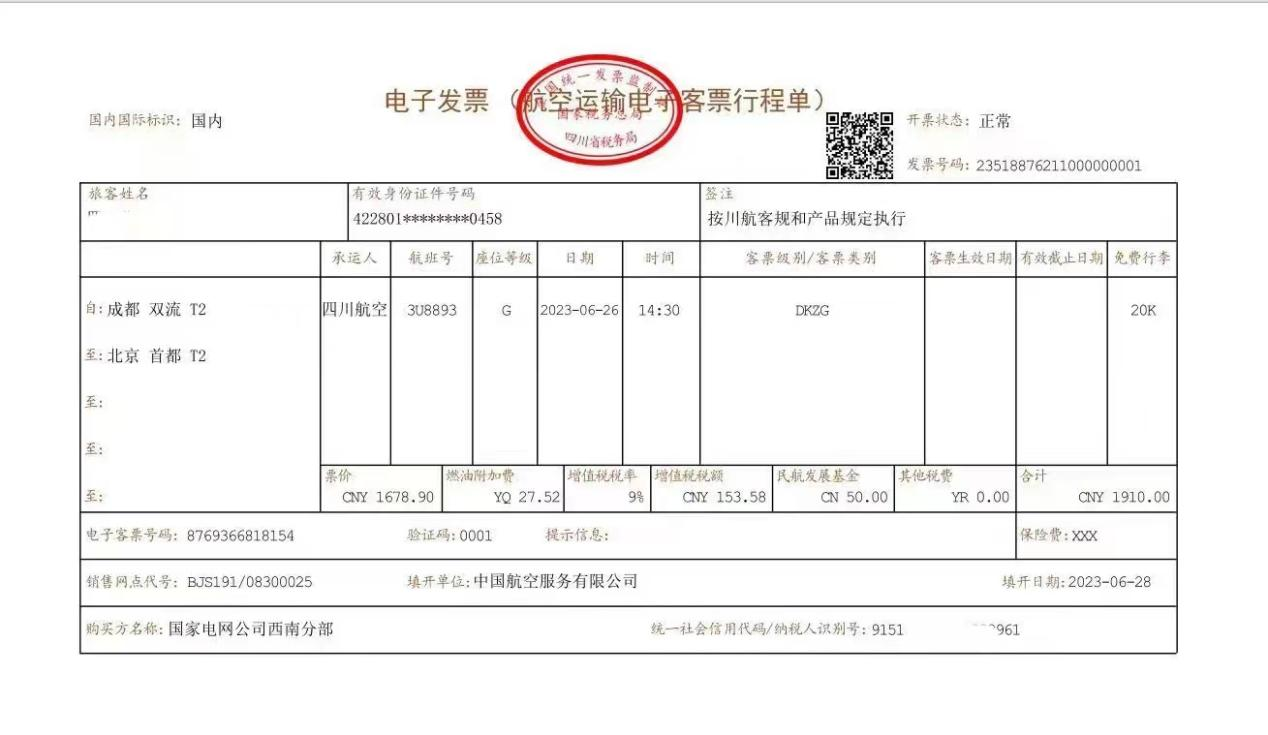 电子发票（航空运输电子客票行程单）
全国统一发票监制章
国家税务总局
四川省税务局
国内国际标识：国内
开票状态：正常
发票号码：23518876211000000001
旅客姓名 有效身份证件号码 签注
422801********0458 按川航客规和产品规定执行
承运人 航班号 座位等级 日期 时间 客票级别/客票类别 客票生效日期 有效截止日期 免费行李
自：成都 双流 T2 四川航空 3U8893 G 2023-06-26 14:30 DKZG 20K
至：北京 首都 T2
至：
至：
至：
票价 燃油附加费 增值税税率 增值税税额 民航发展基金 其他税费 合计
CNY 1678.90 YQ 27.52 9% CNY 153.58 CN 50.00 YR 0.00 CNY 1910.00
电子客票号码：8769366818154 验证码：0001 提示信息： 保险费：XXX
销售网点代号：BJS191/08300025 填开单位：中国航空服务有限公司 填开日期：2023-06-28
购买方名称：国家电网公司西南分部 统一社会信用代码/纳税人识别号：9151 961